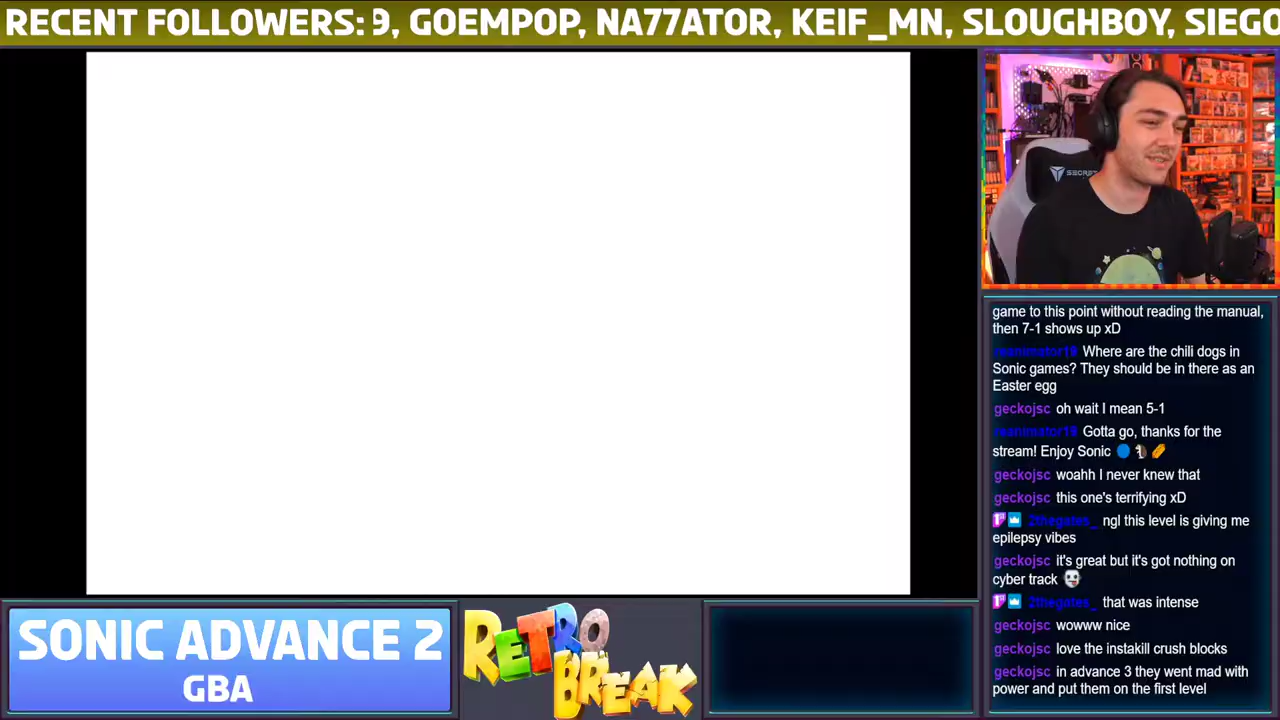 RECENT FOLLOWERS: 9, GOEMPOP, NA77ATOR, KEIF_MN, SLOUGHBOY, SIEGO
SECRET
game to this point without reading the manual,
then 7-1 shows up xD
reanimator19 Where are the chili dogs in
Sonic games? They should be in there as an
Easter egg
geckojsc oh wait I mean 5-1
reanimator19 Gotta go, thanks for the
stream! Enjoy Sonic 🔵 🦔 🌭
geckojsc woahh I never knew that
geckojsc this one's terrifying xD
2thegates_ ngl this level is giving me
epilepsy vibes
geckojsc it's great but it's got nothing on
cyber track 💀
2thegates_ that was intense
geckojsc wowww nice
geckojsc love the instakill crush blocks
geckojsc in advance 3 they went mad with
power and put them on the first level
SONIC ADVANCE 2
GBA
RETRO
BREAK